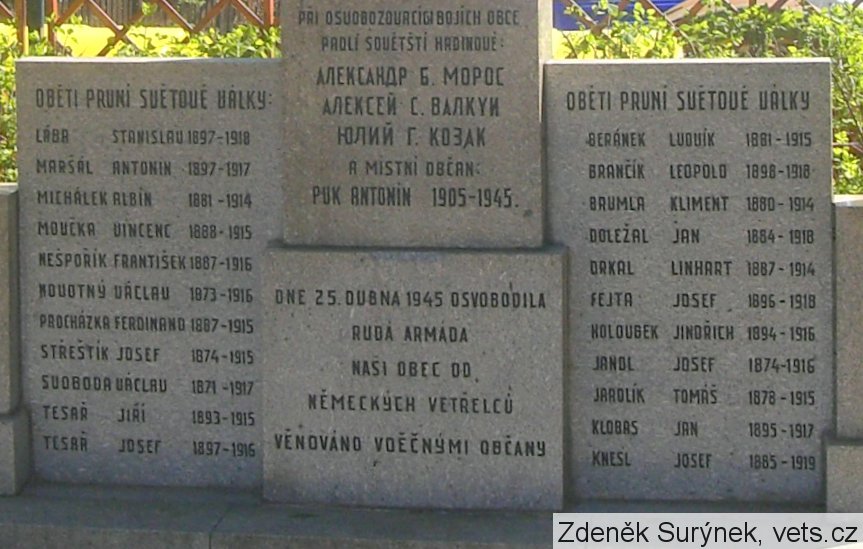 PŘI OSVOBOZOVACÍCH BOJÍCH OBCE
PADLI SOVĚTŠTÍ HRDINOVÉ:
АЛЕКСАНДР Б. МОРОС
АЛЕКСЕЙ С. ВАЛКУИ
ЮЛИЙ Г. КОЗАК
A MÍSTNÍ OBČAN:
PUK ANTONÍN 1905-1945.
OBĚTI PRVNÍ SVĚTOVÉ VÁLKY:
LÁBA STANISLAV 1897-1918
MARŠÁL ANTONIN 1897-1917
MICHÁLEK ALBÍN 1881-1914
MOUČKA VINCENC 1888-1915
NEŠPOŘÍK FRANTIŠEK 1887-1916
NOVOTNÝ VÁCLAV 1873-1916
PROCHÁZKA FERDINAND 1887-1915
STŘEŠTÍK JOSEF 1874-1915
SVOBODA VÁCLAV 1871-1917
TESAŘ JIŘÍ 1893-1915
TESAŘ JOSEF 1897-1916
DNE 25. DUBNA 1945 OSVOBODILA
RUDÁ ARMÁDA
NAŠI OBEC OD
NĚMECKÝCH VETŘELCŮ
VĚNOVÁNO VDĚČNÝMI OBČANY
OBĚTI PRVNÍ SVĚTOVÉ VÁLKY
BERÁNEK LUDVÍK 1881-1915
BRANČÍK LEOPOLD 1898-1918
BRUMLA KLIMENT 1880-1914
DOLEŽAL JAN 1884-1918
DRKAL LINHART 1887-1914
FEJTA JOSEF 1896-1918
HOLOUBEK JINDŘICH 1894-1916
JANDL JOSEF 1874-1916
JAROLÍK TOMÁŠ 1878-1915
KLOBAS JAN 1895-1917
KNESL JOSEF 1885-1919
Zdeněk Surýnek, vets.cz